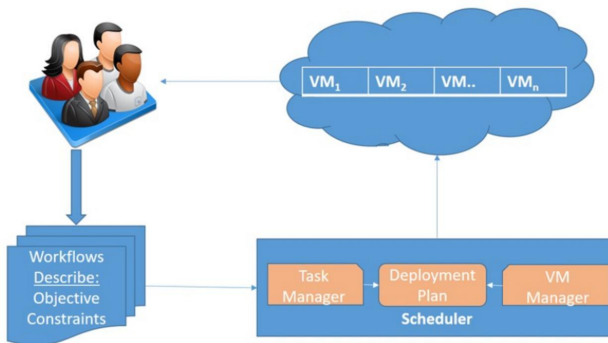 VM₁ VM₂ VM.. VMₙ
Workflows
Describe:
Objective
Constraints
Task
Manager
Deployment
Plan
VM
Manager
Scheduler